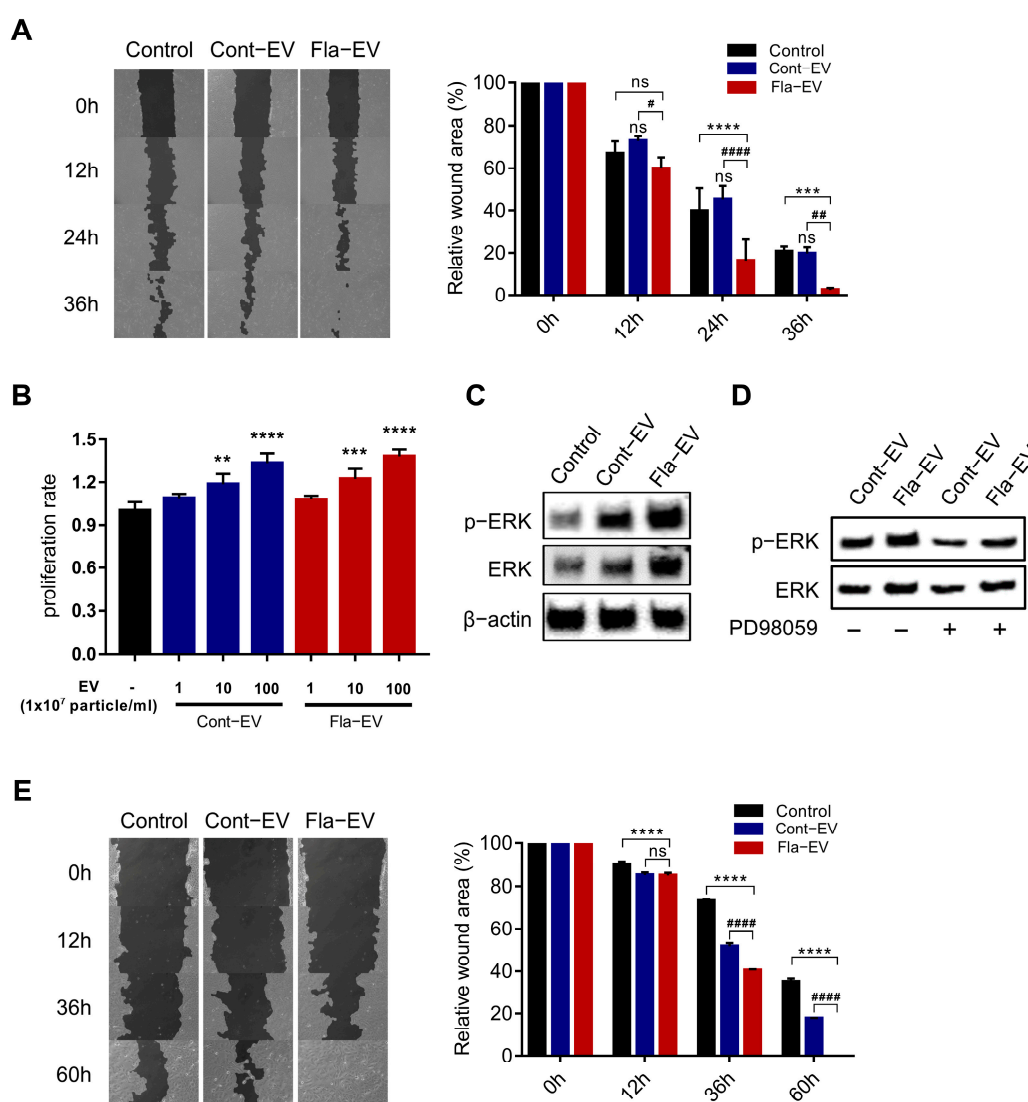 A
Control Cont−EV Fla−EV
0h
12h
24h
36h
Control
Cont−EV
Fla−EV
Relative wound area (%)
100
80
60
40
20
0
ns
#
ns
****
####
ns
***
##
ns
0h 12h 24h 36h
B
proliferation rate
1.5
1.2
0.9
0.6
0.3
0.0
** **** *** ****
EV - 1 10 100 1 10 100
(1x10⁷ particle/ml)
Cont−EV Fla−EV
C
Control Cont−EV Fla−EV
p−ERK
ERK
β−actin
D
Cont−EV Fla−EV Cont−EV Fla−EV
p−ERK
ERK
PD98059 − − + +
E
Control Cont−EV Fla−EV
0h
12h
36h
60h
Control
Cont−EV
Fla−EV
Relative wound area (%)
100
80
60
40
20
0
****
ns
****
####
****
####
0h 12h 36h 60h